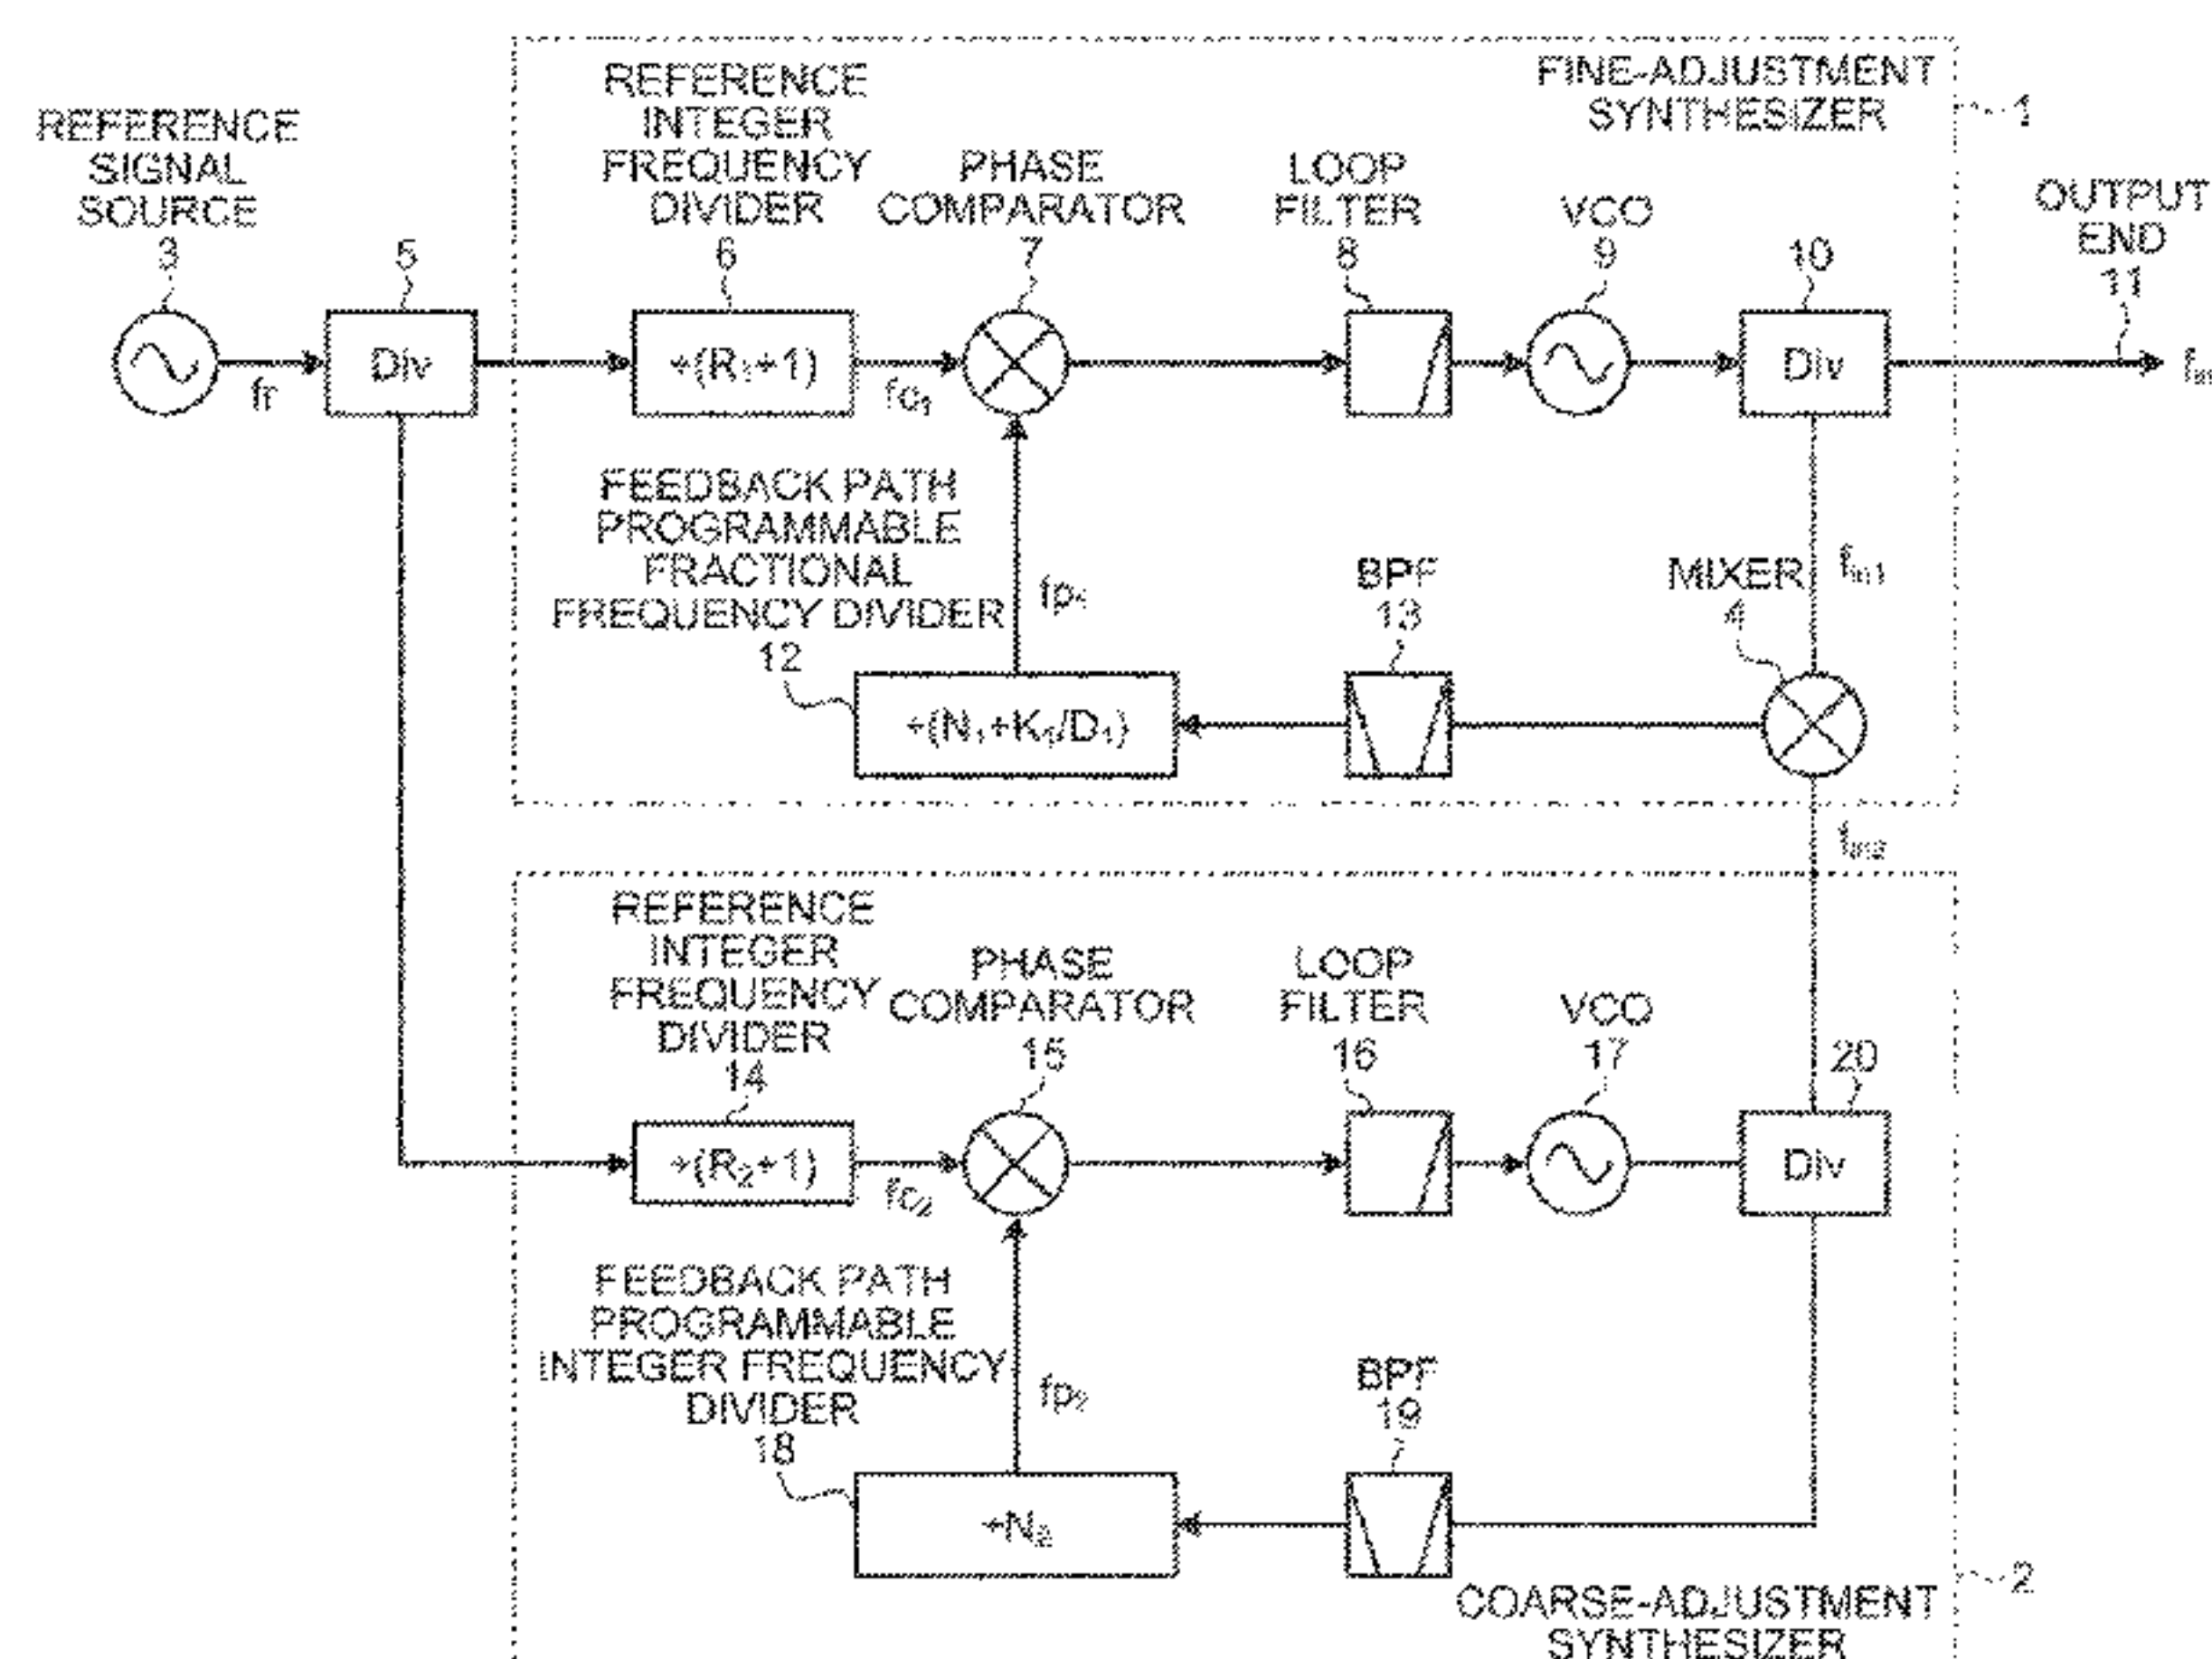 FINE-ADJUSTMENT
SYNTHESIZER
1
REFERENCE
SIGNAL
SOURCE
3
fr
5
Div
REFERENCE
INTEGER
FREQUENCY
DIVIDER
6
÷(R₁+1)
fc₁
PHASE
COMPARATOR
7
LOOP
FILTER
8
VCO
9
10
Div
OUTPUT
END
11
FEEDBACK PATH
PROGRAMMABLE
FRACTIONAL
FREQUENCY DIVIDER
12
÷(N₁+K₁/D₁)
fp₁
BPF
13
MIXER
4
fin1
fin2
REFERENCE
INTEGER
FREQUENCY
DIVIDER
14
÷(R₂+1)
fc₂
PHASE
COMPARATOR
15
LOOP
FILTER
16
VCO
17
20
Div
FEEDBACK PATH
PROGRAMMABLE
INTEGER FREQUENCY
DIVIDER
18
÷N₂
fp₂
BPF
19
2
COARSE-ADJUSTMENT
SYNTHESIZER